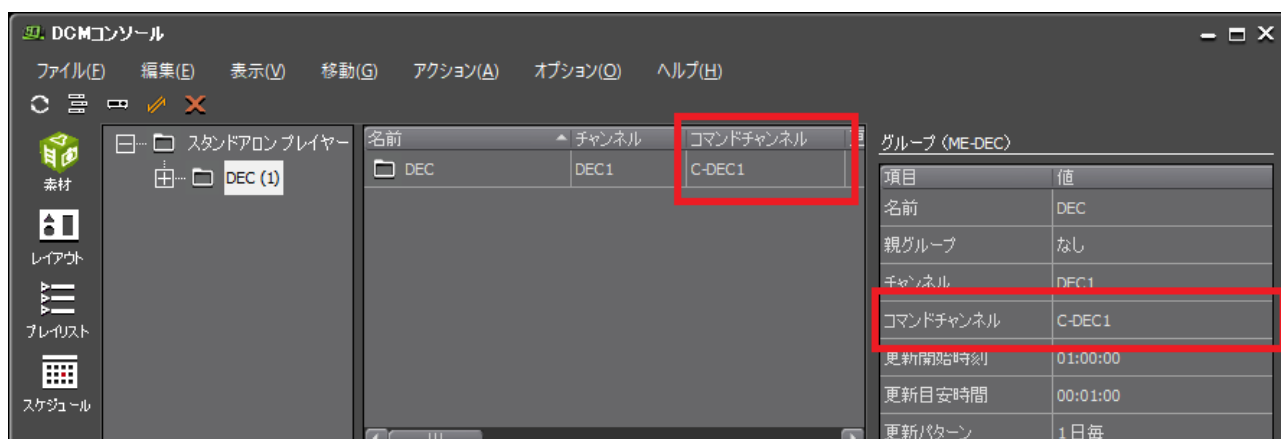 DCMコンソール
ファイル(F) 編集(E) 表示(V) 移動(G) アクション(A) オプション(O) ヘルプ(H)
素材
レイアウト
プレイリスト
スケジュール
スタンドアロン プレイヤー
DEC (1)
名前 チャンネル コマンドチャンネル
DEC DEC1 C-DEC1
グループ (ME-DEC)
項目 値
名前 DEC
親グループ なし
チャンネル DEC1
コマンドチャンネル C-DEC1
更新開始時刻 01:00:00
更新目安時間 00:01:00
更新パターン 1日毎